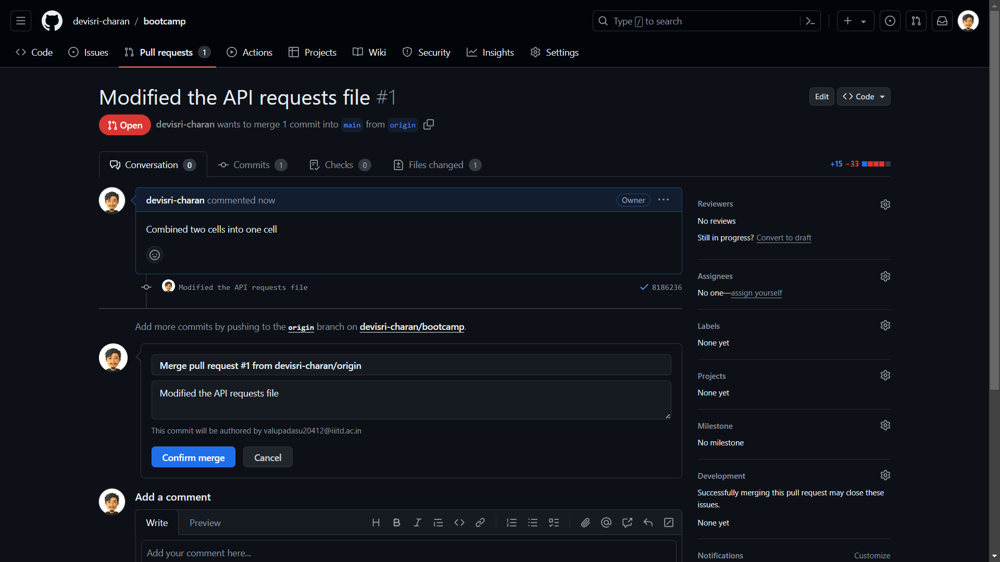 devisri-charan / bootcamp
Type / to search
Code
Issues
Pull requests 1
Actions
Projects
Wiki
Security
Insights
Settings
Modified the API requests file #1
Edit
Code
Open
devisri-charan wants to merge 1 commit into main from origin
Conversation 0
Commits 1
Checks 0
Files changed 1
+15 −33
devisri-charan commented now
Owner
Combined two cells into one cell
Modified the API requests file
8186236
Add more commits by pushing to the origin branch on devisri-charan/bootcamp.
Merge pull request #1 from devisri-charan/origin
Modified the API requests file
This commit will be authored by valupadasu20412@iiitd.ac.in
Confirm merge
Cancel
Add a comment
Write
Preview
Add your comment here...
Reviewers
No reviews
Still in progress? Convert to draft
Assignees
No one—assign yourself
Labels
None yet
Projects
None yet
Milestone
No milestone
Development
Successfully merging this pull request may close these
issues.
None yet
Notifications
Customize